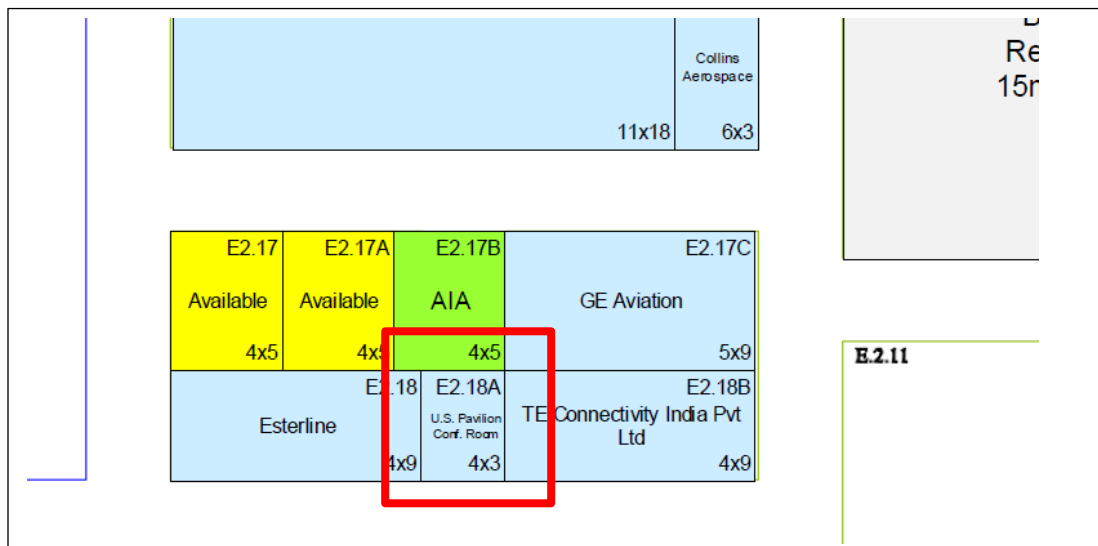 Collins
Aerospace
11x18
6x3
Re
E2.17
E2.17A
E2.17B
E2.17C
Available
Available
AIA
GE Aviation
4x5
4x5
4x5
5x9
E.2.11
E2.18
E2.18A
E2.18B
Esterline
U.S. Pavilion
Conf. Room
TE Connectivity India Pvt
Ltd
4x9
4x3
4x9